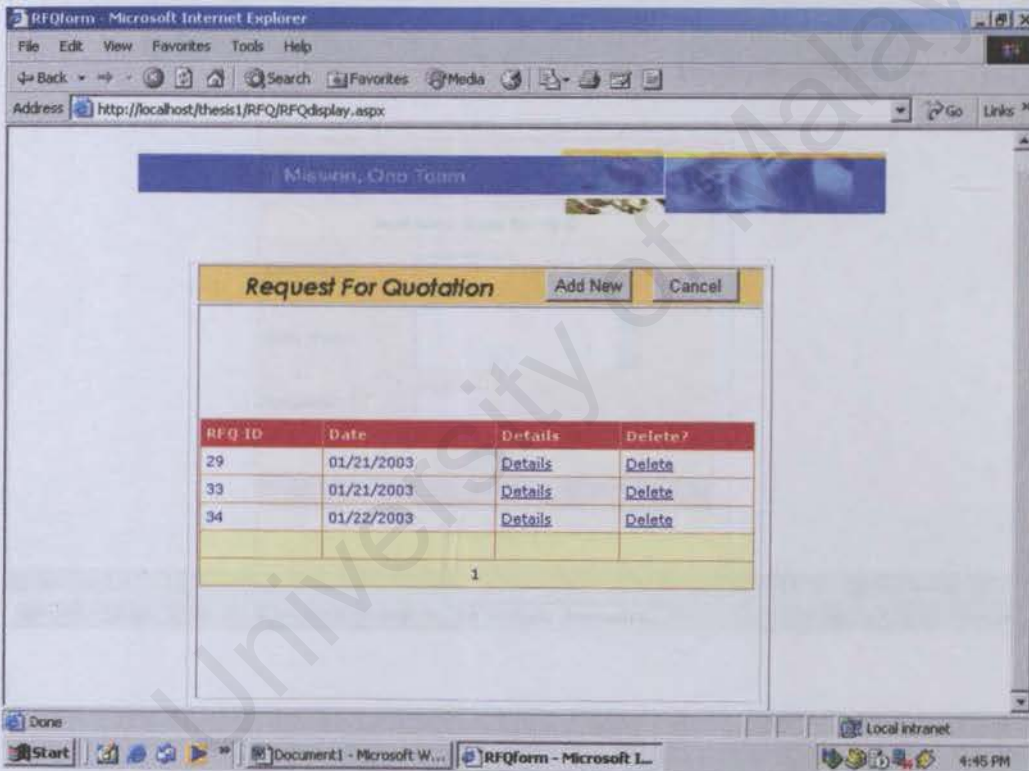 RFQform - Microsoft Internet Explorer
File Edit View Favorites Tools Help
Back Search Favorites Media
Address http://localhost/thesis1/RFQ/RFQdisplay.aspx Go Links
Mission, One Team
Request For Quotation Add New Cancel
RFQ ID Date Details Delete?
29 01/21/2003 Details Delete
33 01/21/2003 Details Delete
34 01/22/2003 Details Delete
1
Done Local intranet
Start Document1 - Microsoft W... RFQform - Microsoft I... 4:45 PM
University of Malay